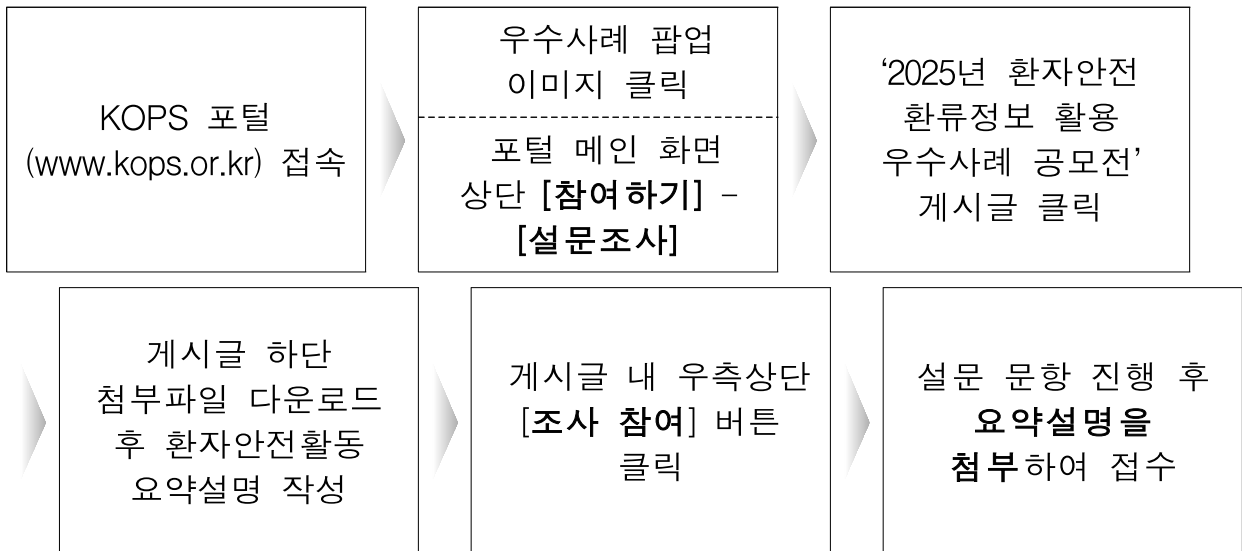 KOPS 포털
(www.kops.or.kr) 접속
우수사례 팝업
이미지 클릭
포털 메인 화면
상단 [참여하기] –
[설문조사]
‘2025년 환자안전
환류정보 활용
우수사례 공모전’
게시글 클릭
게시글 하단
첨부파일 다운로드
후 환자안전활동
요약설명 작성
게시글 내 우측상단
[조사 참여] 버튼
클릭
설문 문항 진행 후
요약설명을
첨부하여 접수